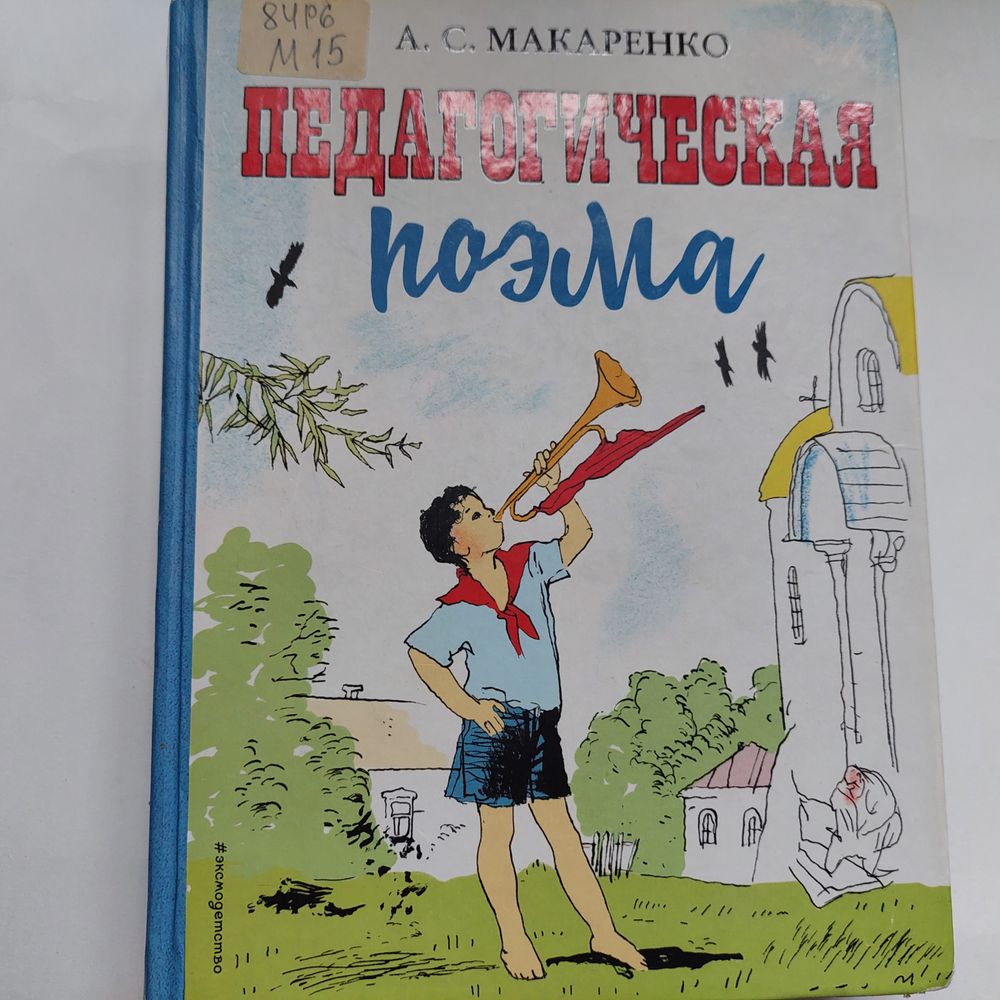 84Р6
М15
А. С. МАКАРЕНКО
ПЕДАГОГИЧЕСКАЯ
поэма
#эксмодетство